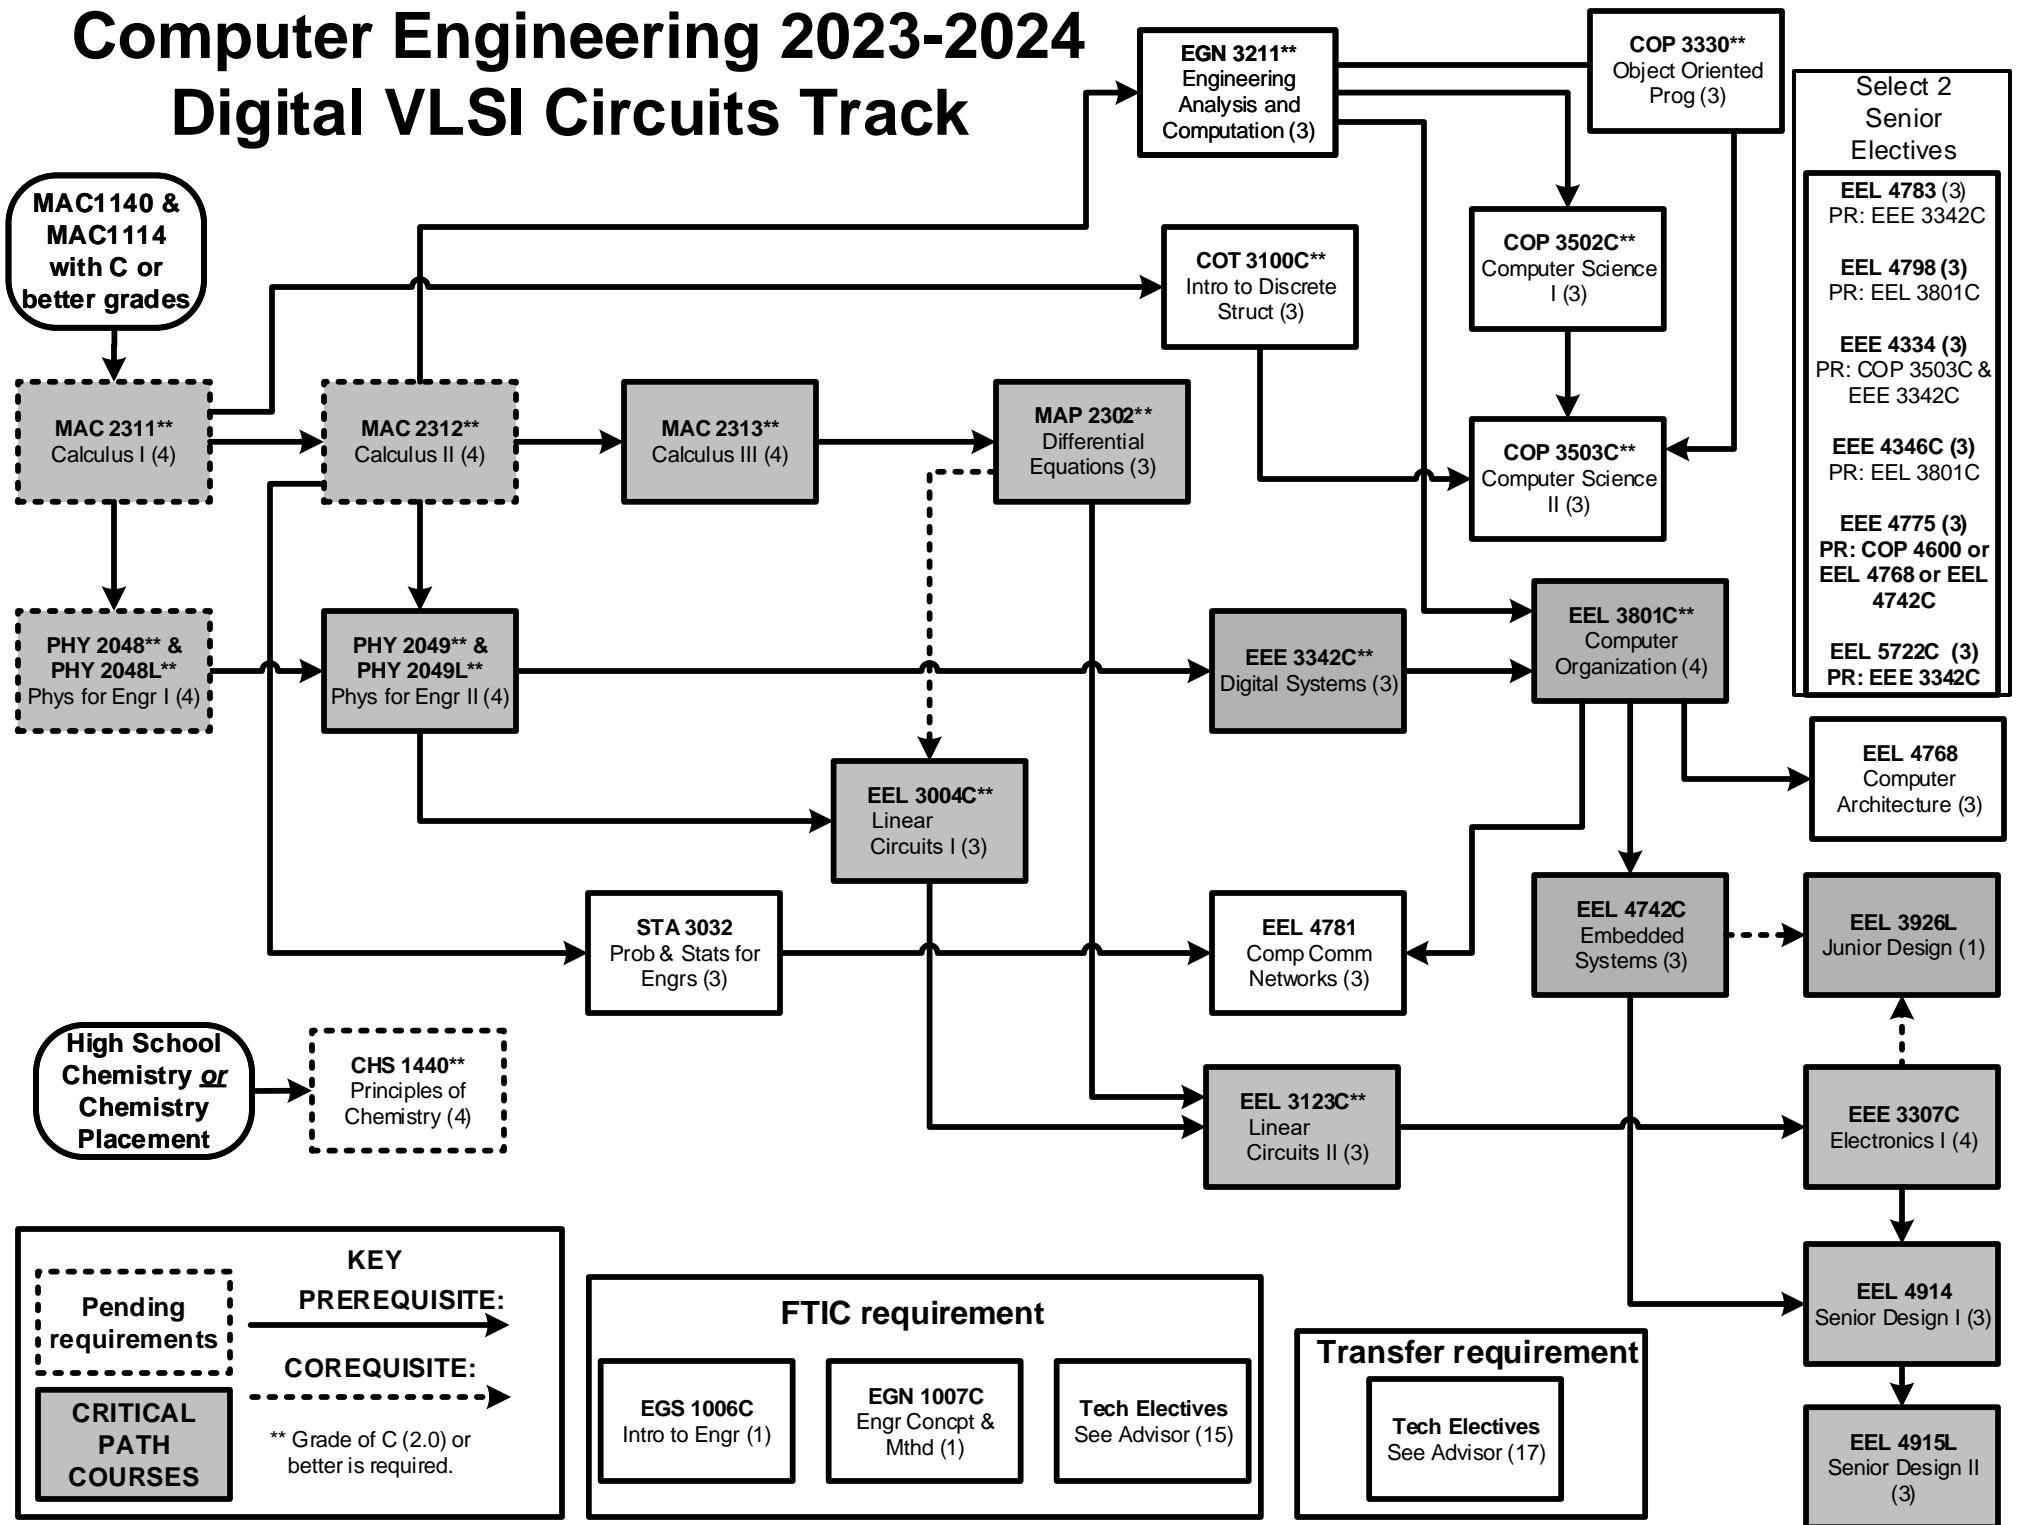 Computer Engineering 2023-2024
Digital VLSI Circuits Track
EGN 3211**
Engineering
Analysis and
Computation (3)
COP 3330**
Object Oriented
Prog (3)
Select 2
Senior
Electives
EEL 4783 (3)
PR: EEE 3342C
EEL 4798 (3)
PR: EEL 3801C
EEE 4334 (3)
PR: COP 3503C &
EEE 3342C
EEE 4346C (3)
PR: EEL 3801C
EEE 4775 (3)
PR: COP 4600 or
EEL 4768 or EEL
4742C
EEL 5722C (3)
PR: EEE 3342C
MAC1140 &
MAC1114
with C or
better grades
COT 3100C**
Intro to Discrete
Struct (3)
COP 3502C**
Computer Science
I (3)
MAC 2311**
Calculus I (4)
MAC 2312**
Calculus II (4)
MAC 2313**
Calculus III (4)
MAP 2302**
Differential
Equations (3)
COP 3503C**
Computer Science
II (3)
PHY 2048** &
PHY 2048L**
Phys for Engr I (4)
PHY 2049** &
PHY 2049L**
Phys for Engr II (4)
EEE 3342C**
Digital Systems (3)
EEL 3801C**
Computer
Organization (4)
EEL 3004C**
Linear
Circuits I (3)
EEL 4768
Computer
Architecture (3)
STA 3032
Prob & Stats for
Engrs (3)
EEL 4781
Comp Comm
Networks (3)
EEL 4742C
Embedded
Systems (3)
EEL 3926L
Junior Design (1)
High School
Chemistry or
Chemistry
Placement
CHS 1440**
Principles of
Chemistry (4)
EEL 3123C**
Linear
Circuits II (3)
EEE 3307C
Electronics I (4)
KEY
Pending
requirements
PREREQUISITE:
COREQUISITE:
CRITICAL
PATH
COURSES
** Grade of C (2.0) or
better is required.
FTIC requirement
EGS 1006C
Intro to Engr (1)
EGN 1007C
Engr Concpt &
Mthd (1)
Tech Electives
See Advisor (15)
Transfer requirement
Tech Electives
See Advisor (17)
EEL 4914
Senior Design I (3)
EEL 4915L
Senior Design II
(3)